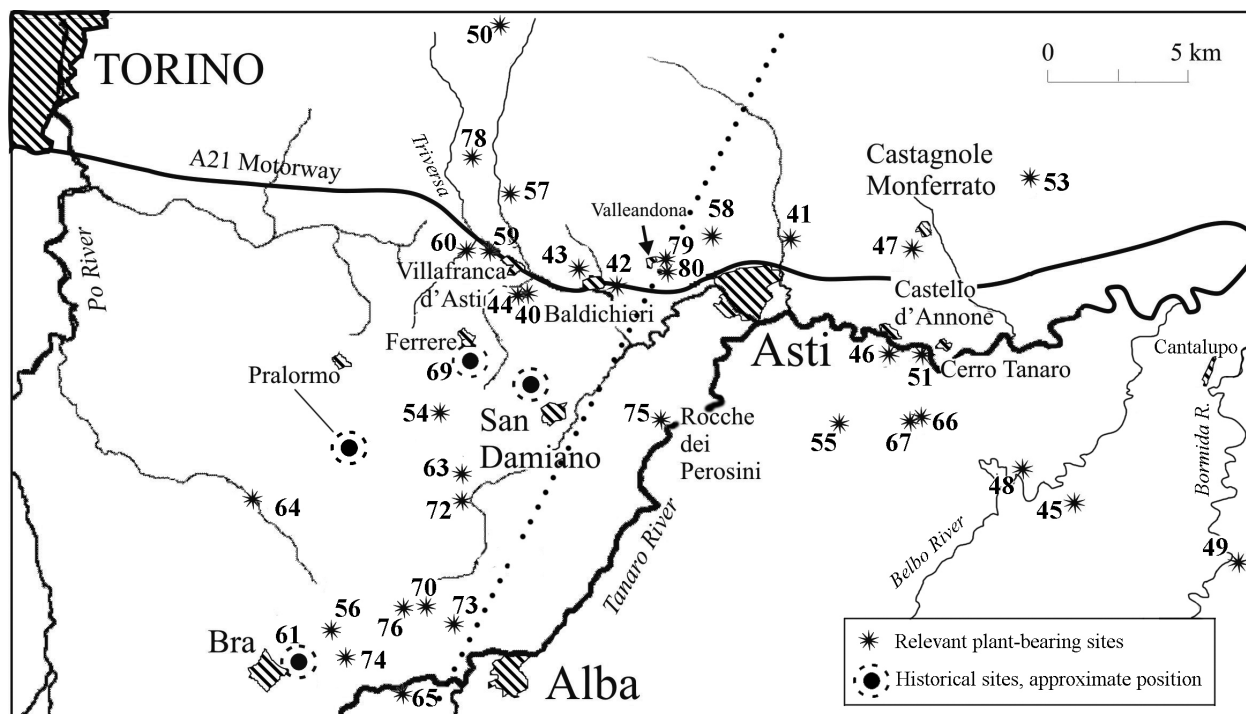 50
TORINO
0 5 km
A21 Motorway
Triversa
78
57
Castagnole
Monferrato
53
Valleandona
58
41
60
59
43
42
79
80
47
Villafranca
d'Asti
44
40
Baldichieri
Castello
d'Annone
Po River
Ferrere
69
Asti
46
51
Cerro Tanaro
Cantalupo
Pralormo
54
San
Damiano
75
Rocche
dei
Perosini
55
67
66
63
72
64
48
45
Bormida R.
Belbo River
49
Tanaro River
56
70
76
73
Bra
61
74
65
Alba
Relevant plant-bearing sites
Historical sites, approximate position